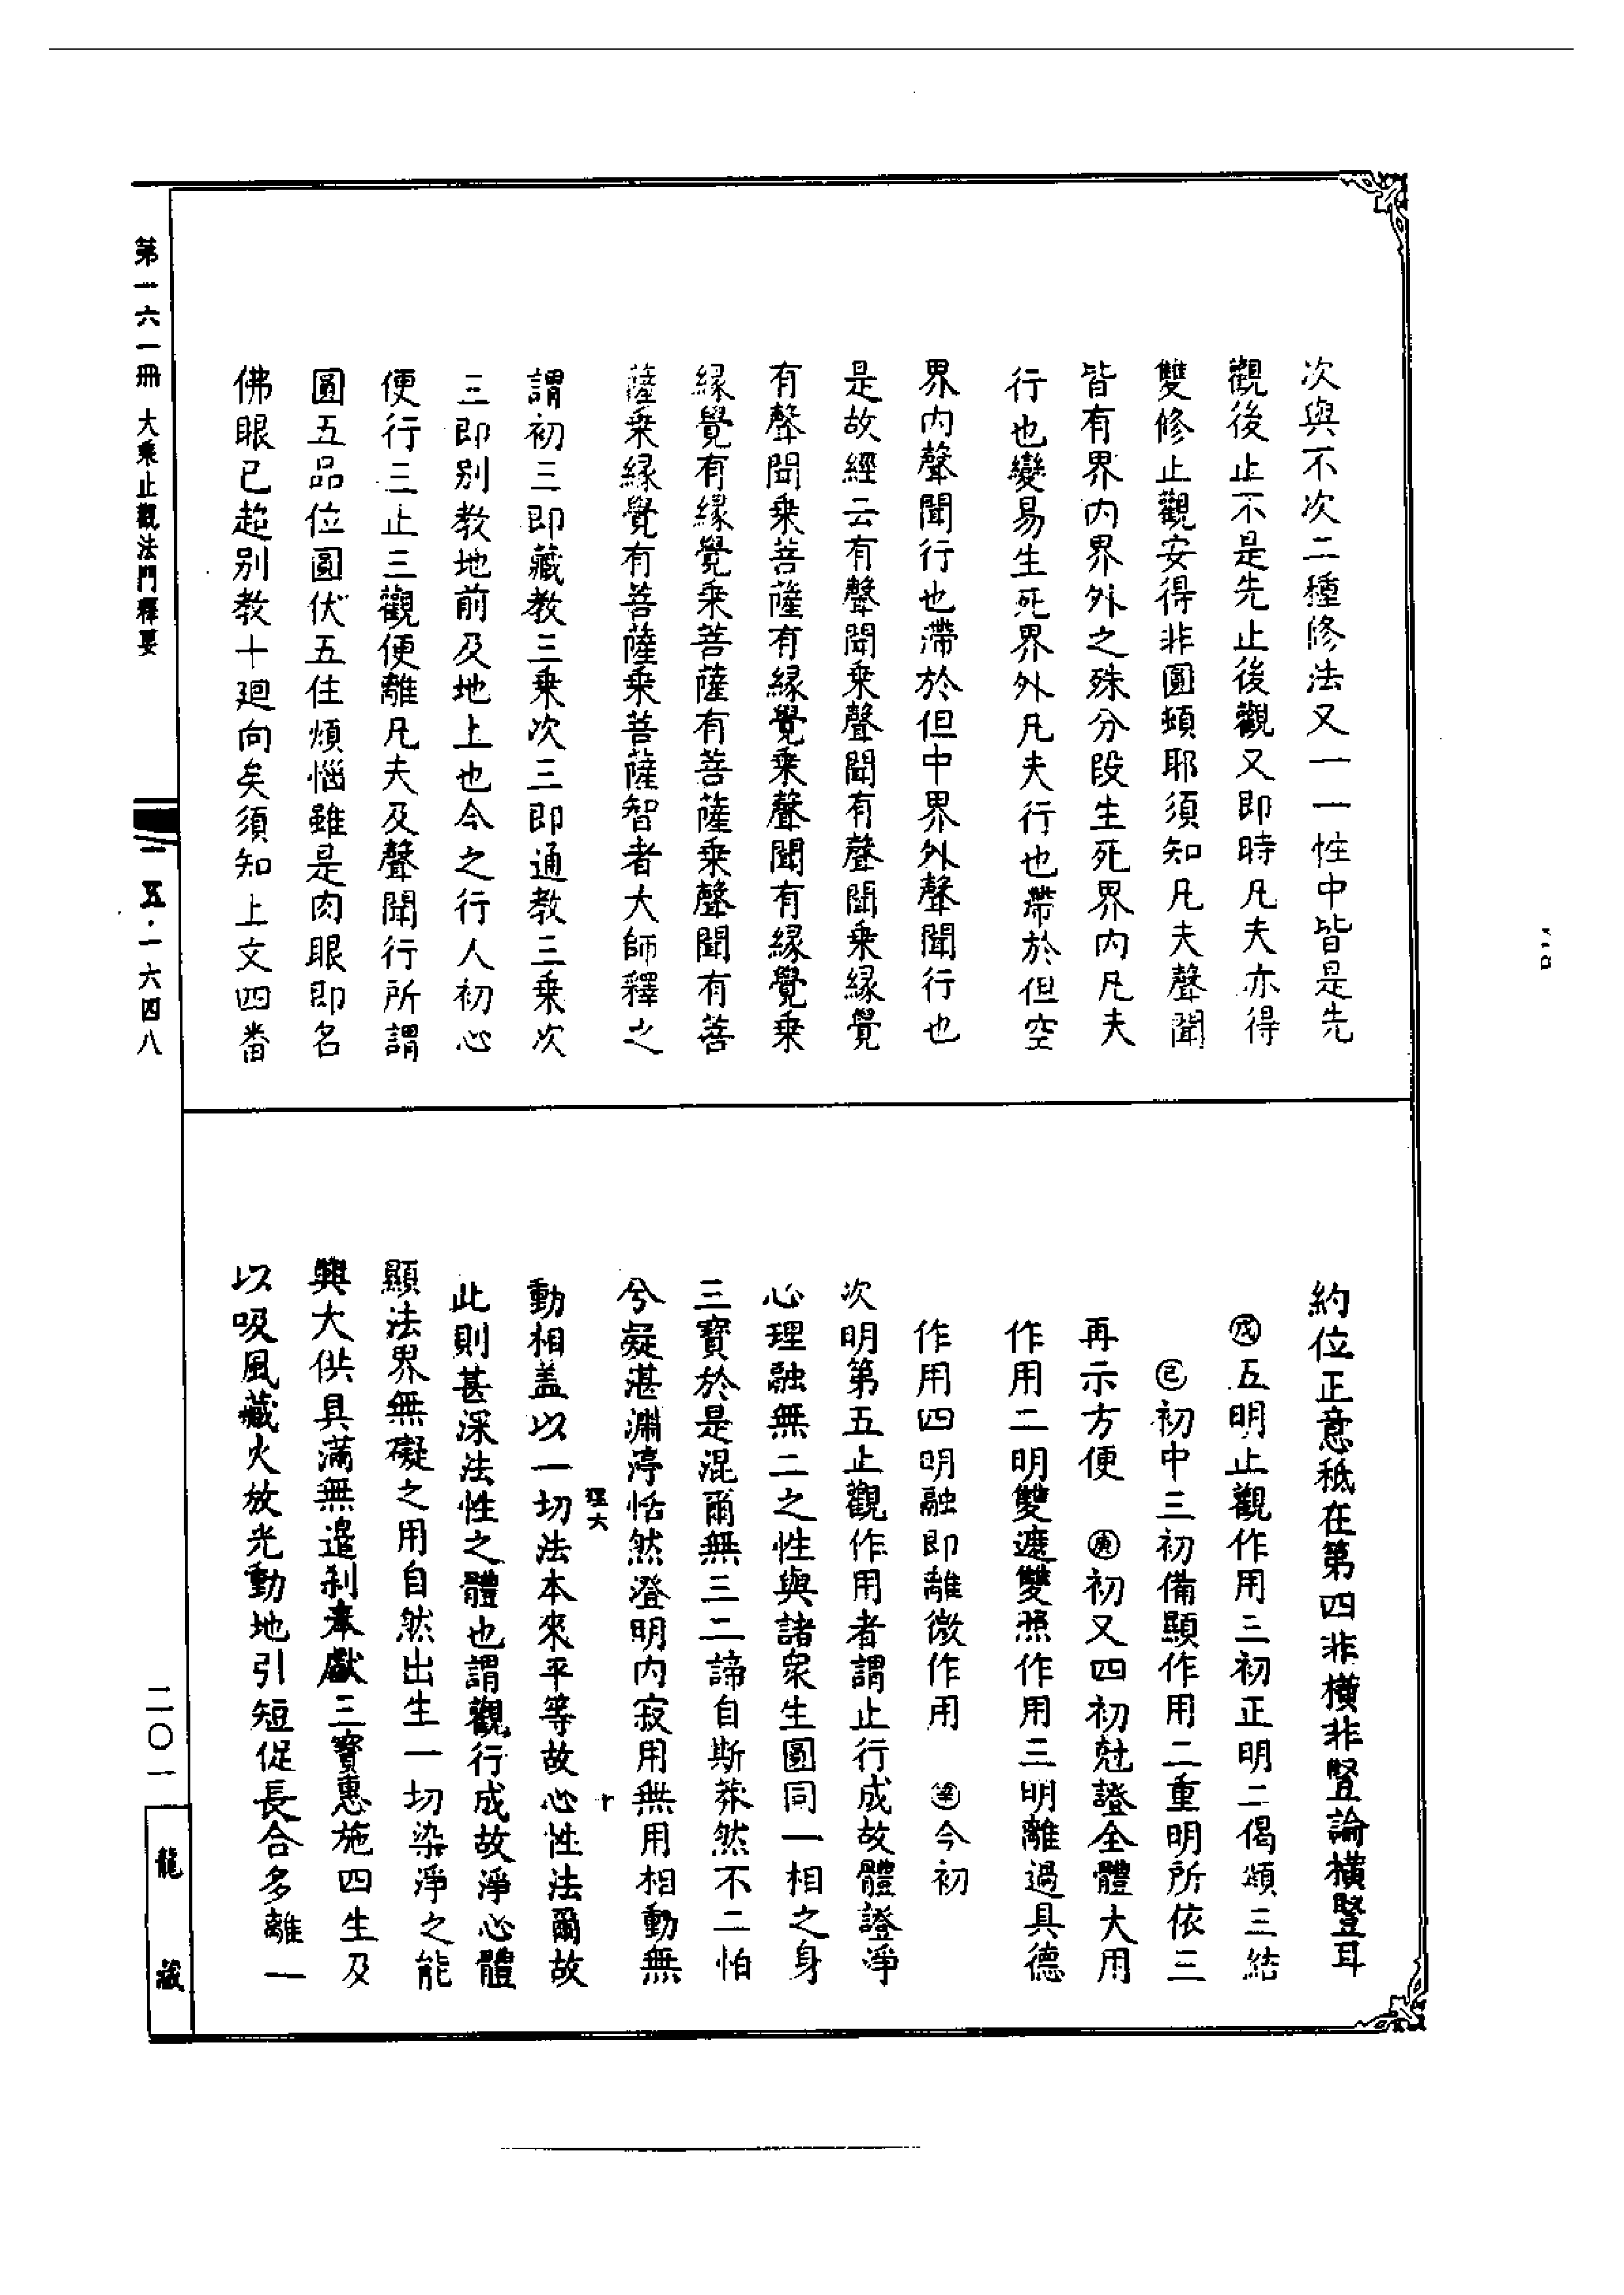 次與不次二種修法又一一性中皆是先
觀後止不是先止後觀又即時凡夫亦得
雙修止觀安得非圓頓耶須知凡夫聲聞
皆有界內界外之殊分段生死界內凡夫
行也變易生死界外凡夫行也滯於但空
界內聲聞行也滯於但中界外聲聞行也
是故經云有聲聞乗聲聞有聲聞乗緣覺
有聲聞乗菩薩有緣覺乗聲聞有緣覺乗
緣覺有緣覺乗菩薩有菩薩乗聲聞有菩
薩乗緣覺有菩薩乗菩薩智者大師釋之
謂初三即藏教三乗次三即通教三乗次
三即别教地前及地上也今之行人初心
便行三止三觀便離凡夫及聲聞行所謂
圓五品位圓伏五住煩惱雖是肉眼即名
佛眼已超别教十廻向矣須知上文四番
約位正意秖在第四非橫非豎論橫豎耳
㊅五明止觀作用三初正明二偈頌三結
㊁初中三初備顯作用二重明所依三
再示方便 初又四初尅證全體大用
作用二明雙遮雙照作用三明離過具德
作用四明融即離微作用 今初
次明第五止觀作用者謂止行成故體證淨
心理融無二之性與諸衆生圓同一相之身
三寳於是混爾無三二諦自斯莽然不二怕
兮凝湛淵渟恬然澄明內寂用無用相動無
動相盖以一切法本來平等故心性法爾故
此則甚深法性之體也謂觀行成故淨心體
顯法界無礙之用自然出生一切染淨之能
興大供具滿無邉刹奉獻三寳惠施四生及
以吸風藏火放光動地引短促長合多離一
理大
十
第一六一冊 大乘止觀法門釋要
一五·一六四八
二〇一
龍藏